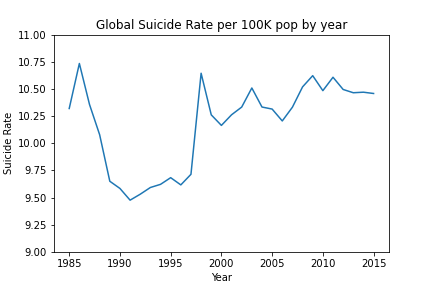 Global Suicide Rate per 100K pop by year
11.00
10.75
10.50
10.25
10.00
9.75
9.50
9.25
9.00
Suicide Rate
1985 1990 1995 2000 2005 2010 2015
Year